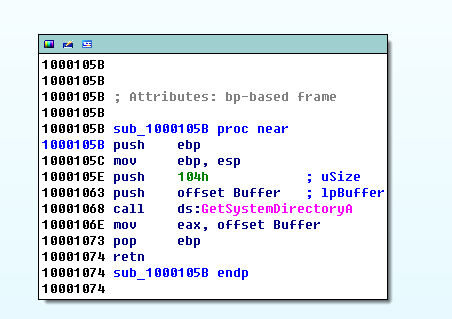 1000105B
1000105B
1000105B ; Attributes: bp-based frame
1000105B
1000105B sub_1000105B proc near
1000105B push    ebp
1000105C mov     ebp, esp
1000105E push    104h            ; uSize
10001063 push    offset Buffer   ; lpBuffer
10001068 call    ds:GetSystemDirectoryA
1000106E mov     eax, offset Buffer
10001073 pop     ebp
10001074 retn
10001074 sub_1000105B endp
10001074